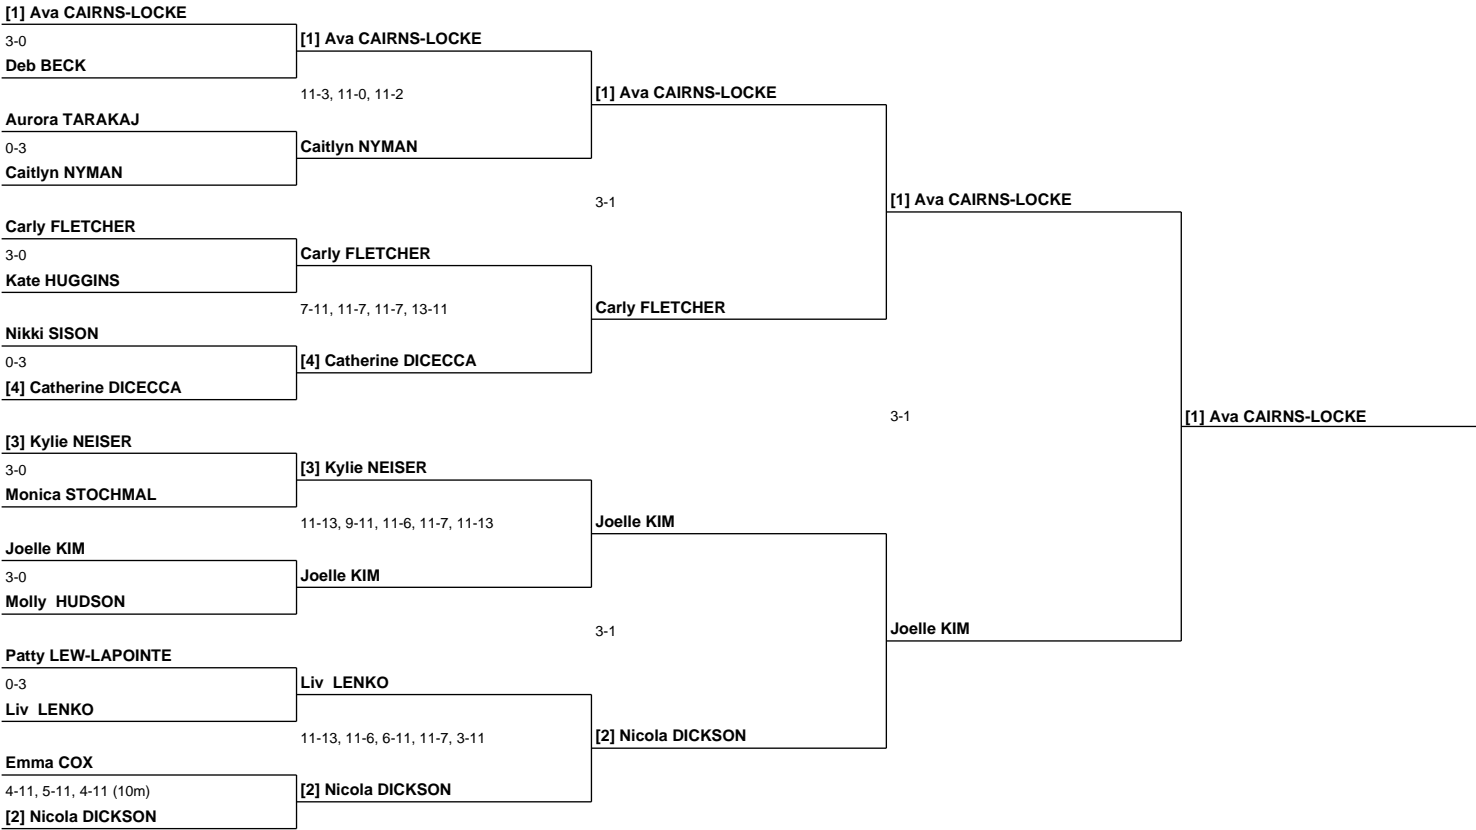 [1] Ava CAIRNS-LOCKE
3-0
Deb BECK
Aurora TARAKAJ
0-3
Caitlyn NYMAN
Carly FLETCHER
3-0
Kate HUGGINS
Nikki SISON
0-3
[4] Catherine DICECCA
[3] Kylie NEISER
3-0
Monica STOCHMAL
Joelle KIM
3-0
Molly  HUDSON
Patty LEW-LAPOINTE
0-3
Liv  LENKO
Emma COX
4-11, 5-11, 4-11 (10m)
[2] Nicola DICKSON
[1] Ava CAIRNS-LOCKE
11-3, 11-0, 11-2
Caitlyn NYMAN
Carly FLETCHER
7-11, 11-7, 11-7, 13-11
[4] Catherine DICECCA
[3] Kylie NEISER
11-13, 9-11, 11-6, 11-7, 11-13
Joelle KIM
Liv  LENKO
11-13, 11-6, 6-11, 11-7, 3-11
[2] Nicola DICKSON
[1] Ava CAIRNS-LOCKE
3-1
Carly FLETCHER
Joelle KIM
3-1
[2] Nicola DICKSON
[1] Ava CAIRNS-LOCKE
3-1
Joelle KIM
[1] Ava CAIRNS-LOCKE